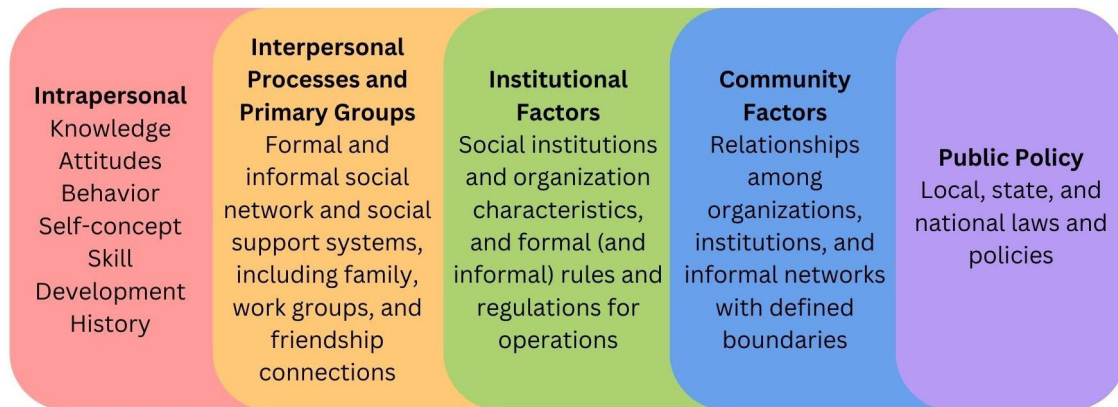 Intrapersonal
Knowledge
Attitudes
Behavior
Self-concept
Skill
Development
History
Interpersonal
Processes and
Primary Groups
Formal and
informal social
network and social
support systems,
including family,
work groups, and
friendship
connections
Institutional
Factors
Social institutions
and organization
characteristics,
and formal (and
informal) rules and
regulations for
operations
Community
Factors
Relationships
among
organizations,
institutions, and
informal networks
with defined
boundaries
Public Policy
Local, state, and
national laws and
policies